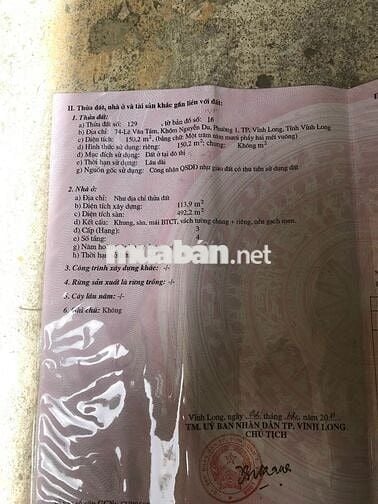 II. Thửa đất, nhà ở và tài sản khác gắn liền với đất:
1. Thửa đất:
a) Thửa đất số: 129 , tờ bản đồ số: 16
b) Địa chỉ: 74-Lê Văn Tám, Khóm Nguyễn Du, Phường 1, TP. Vĩnh Long, Tỉnh Vĩnh Long
c) Diện tích: 150,2 m², (bằng chữ: Một trăm năm mươi phẩy hai mét vuông)
d) Hình thức sử dụng: riêng: 150,2 m²; chung: Không m²
đ) Mục đích sử dụng: Đất ở tại đô thị
e) Thời hạn sử dụng: Lâu dài
g) Nguồn gốc sử dụng: Công nhận QSDĐ như giao đất có thu tiền sử dụng đất
2. Nhà ở:
a) Địa chỉ: Như địa chỉ thửa đất
b) Diện tích xây dựng: 113,9 m²
c) Diện tích sàn: 492,2 m²
d) Kết cấu: Khung, sàn, mái BTCT, vách tường chung + riêng, nền gạch men.
đ) Cấp (Hạng): 3
e) Số tầng: 4
g) Năm
h) Thời hạn
muaban.net
3. Công trình xây dựng khác: -/-
4. Rừng sản xuất là rừng trồng: -/-
5. Cây lâu năm: -/-
6. Ghi chú: Không
Vĩnh Long, ngày tháng năm 20
TM. UỶ BAN NHÂN DÂN TP, VĨNH LONG
CHỦ TỊCH